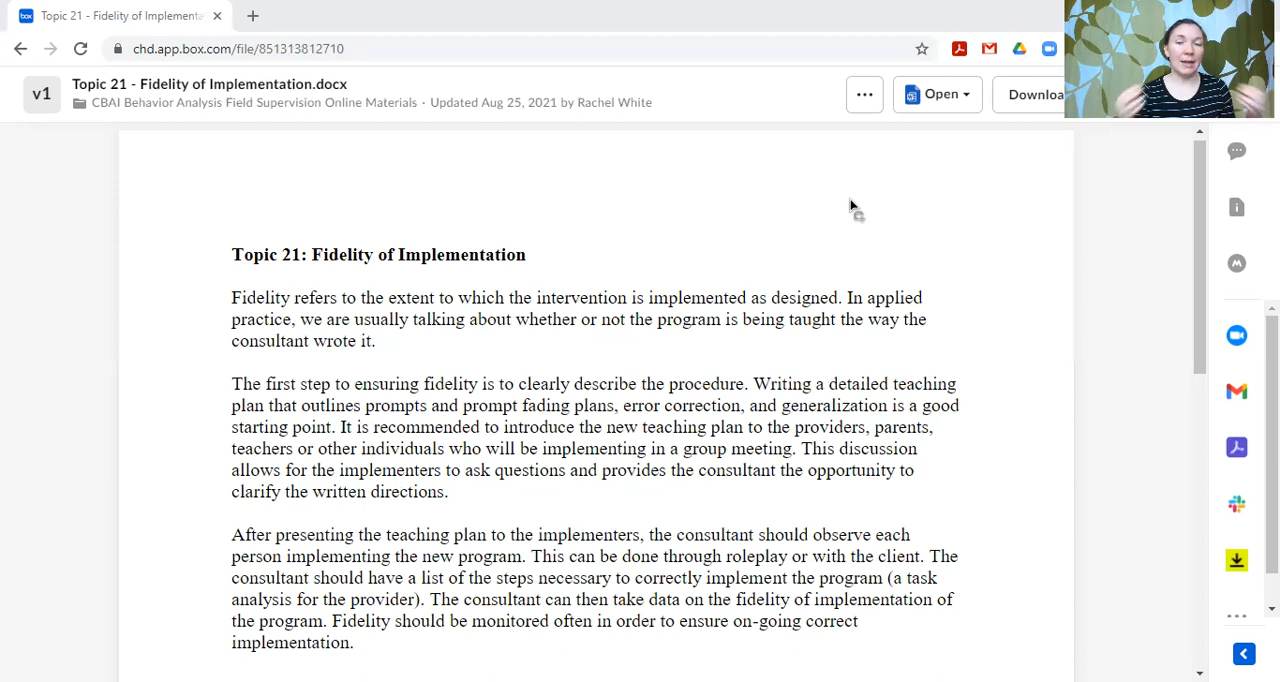 box Topic 21 - Fidelity of Implementa
chd.app.box.com/file/851313812710
v1
Topic 21 - Fidelity of Implementation.docx
CBAI Behavior Analysis Field Supervision Online Materials · Updated Aug 25, 2021 by Rachel White
Open
Downloa
Topic 21: Fidelity of Implementation
Fidelity refers to the extent to which the intervention is implemented as designed. In applied
practice, we are usually talking about whether or not the program is being taught the way the
consultant wrote it.
The first step to ensuring fidelity is to clearly describe the procedure. Writing a detailed teaching
plan that outlines prompts and prompt fading plans, error correction, and generalization is a good
starting point. It is recommended to introduce the new teaching plan to the providers, parents,
teachers or other individuals who will be implementing in a group meeting. This discussion
allows for the implementers to ask questions and provides the consultant the opportunity to
clarify the written directions.
After presenting the teaching plan to the implementers, the consultant should observe each
person implementing the new program. This can be done through roleplay or with the client. The
consultant should have a list of the steps necessary to correctly implement the program (a task
analysis for the provider). The consultant can then take data on the fidelity of implementation of
the program. Fidelity should be monitored often in order to ensure on-going correct
implementation.